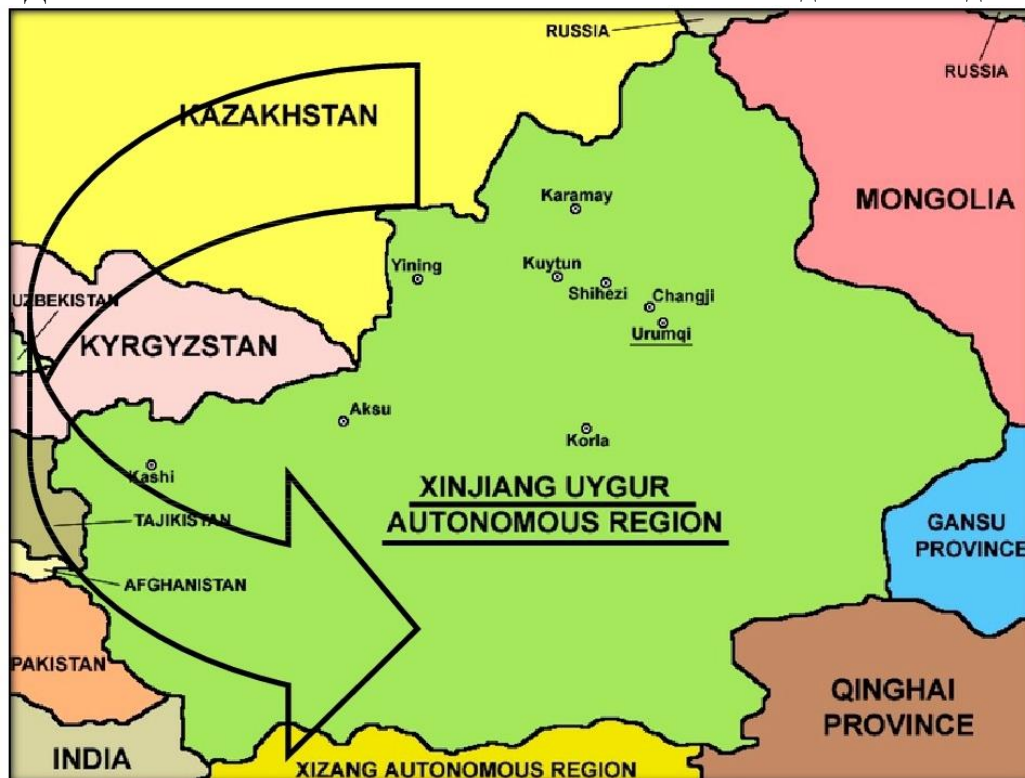 RUSSIA
RUSSIA
KAZAKHSTAN
MONGOLIA
Karamay
Yining
Kuytun
Shihezi
Changji
Urumqi
UZBEKISTAN
KYRGYZSTAN
Aksu
Korla
Kashi
XINJIANG UYGUR
AUTONOMOUS REGION
TAJIKISTAN
GANSU
PROVINCE
AFGHANISTAN
PAKISTAN
QINGHAI
PROVINCE
INDIA
XIZANG AUTONOMOUS REGION